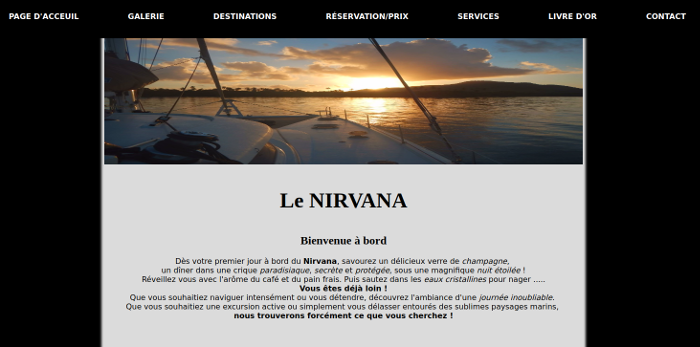 PAGE D'ACCEUIL GALERIE DESTINATIONS RÉSERVATION/PRIX SERVICES LIVRE D'OR CONTACT
Le NIRVANA
Bienvenue à bord
Dès votre premier jour à bord du Nirvana, savourez un délicieux verre de champagne,
un dîner dans une crique paradisiaque, secrète et protégée, sous une magnifique nuit étoilée !
Réveillez vous avec l'arôme du café et du pain frais. Puis sautez dans les eaux cristallines pour nager .....
Vous êtes déjà loin !
Que vous souhaitiez naviguer intensément ou vous détendre, découvrez l'ambiance d'une journée inoubliable.
Que vous souhaitiez une excursion active ou simplement vous délasser entourés des sublimes paysages marins,
nous trouverons forcément ce que vous cherchez !